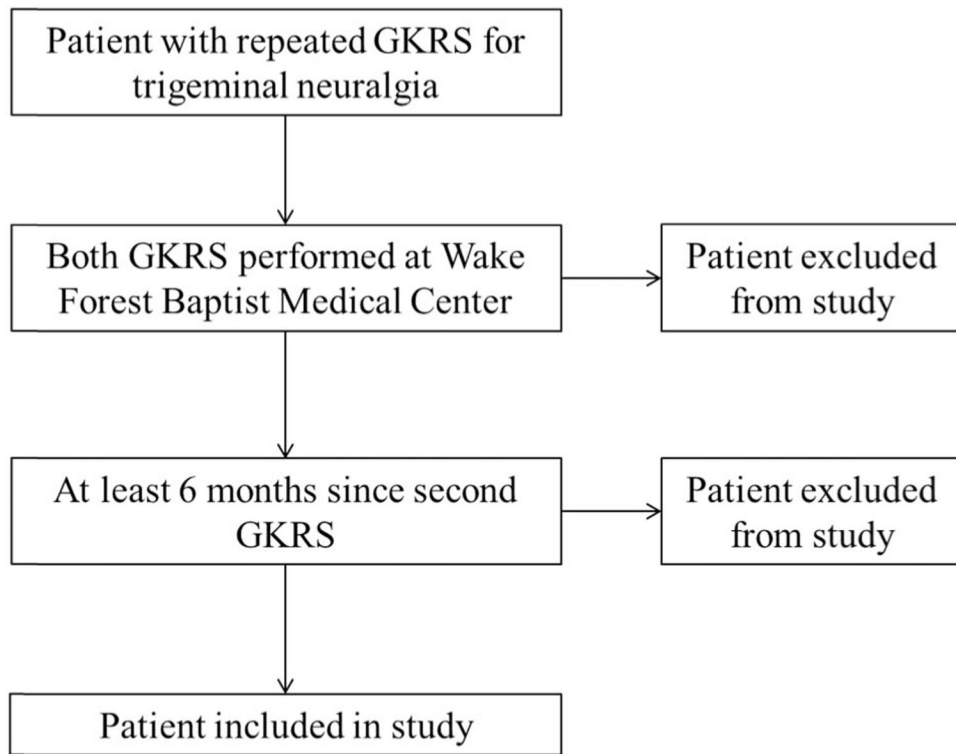 Patient with repeated GKRS for
trigeminal neuralgia
Both GKRS performed at Wake
Forest Baptist Medical Center
Patient excluded
from study
At least 6 months since second
GKRS
Patient excluded
from study
Patient included in study